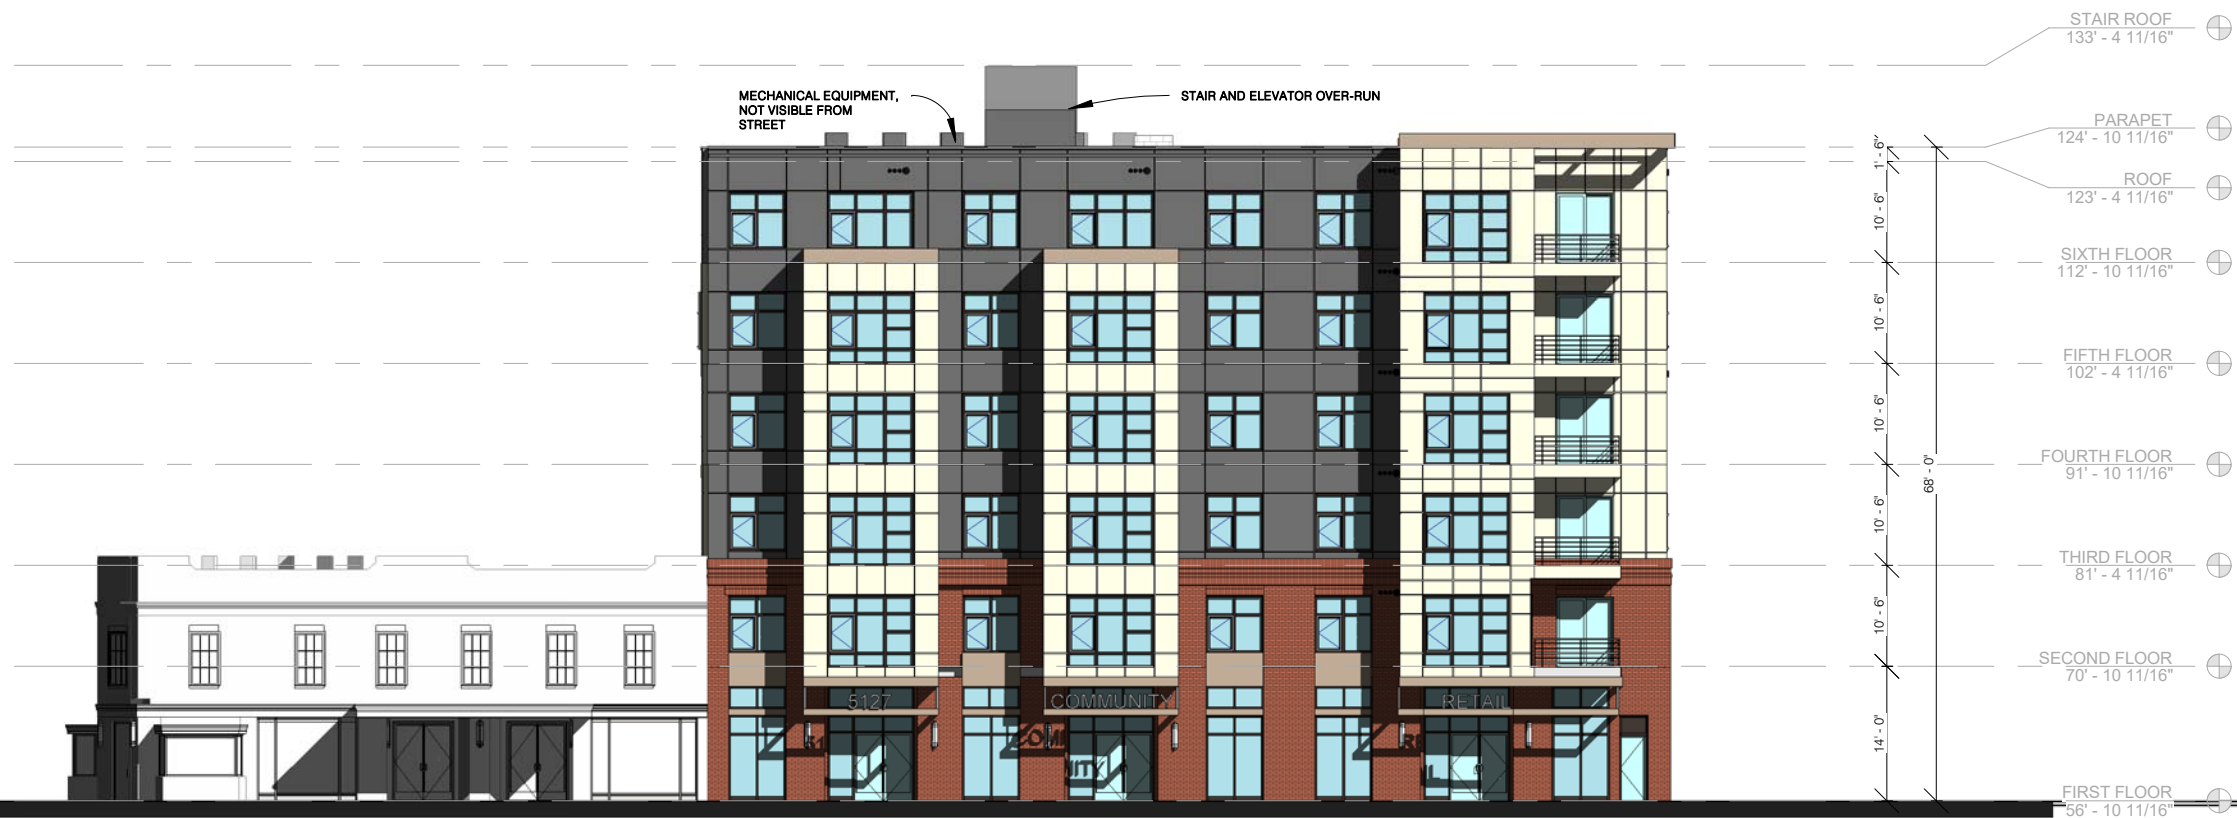 STAIR ROOF
133' - 4 11/16"
MECHANICAL EQUIPMENT,
NOT VISIBLE FROM
STREET
STAIR AND ELEVATOR OVER-RUN
PARAPET
124' - 10 11/16"
1' - 6"
ROOF
123' - 4 11/16"
10' - 6"
SIXTH FLOOR
112' - 10 11/16"
10' - 6"
FIFTH FLOOR
102' - 4 11/16"
10' - 6"
FOURTH FLOOR
91' - 10 11/16"
68' - 0"
10' - 6"
THIRD FLOOR
81' - 4 11/16"
10' - 6"
SECOND FLOOR
70' - 10 11/16"
5127
COMMUNITY
RETAIL
14' - 0"
FIRST FLOOR
56' - 10 11/16"